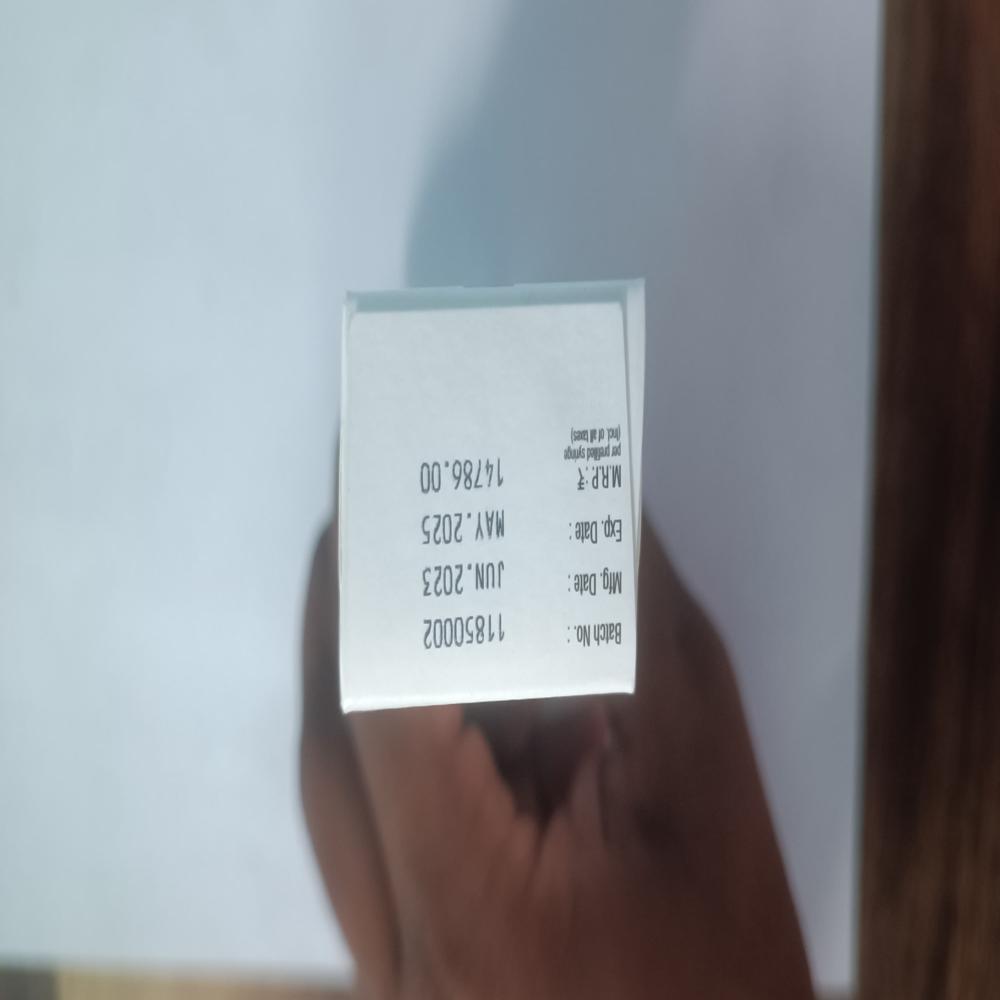 Batch No. : 11850002
Mfg. Date : JUN.2023
Exp. Date : MAY.2025
M.R.P.: ₹ 14786.00
per prefilled syringe
(Incl. of all taxes)